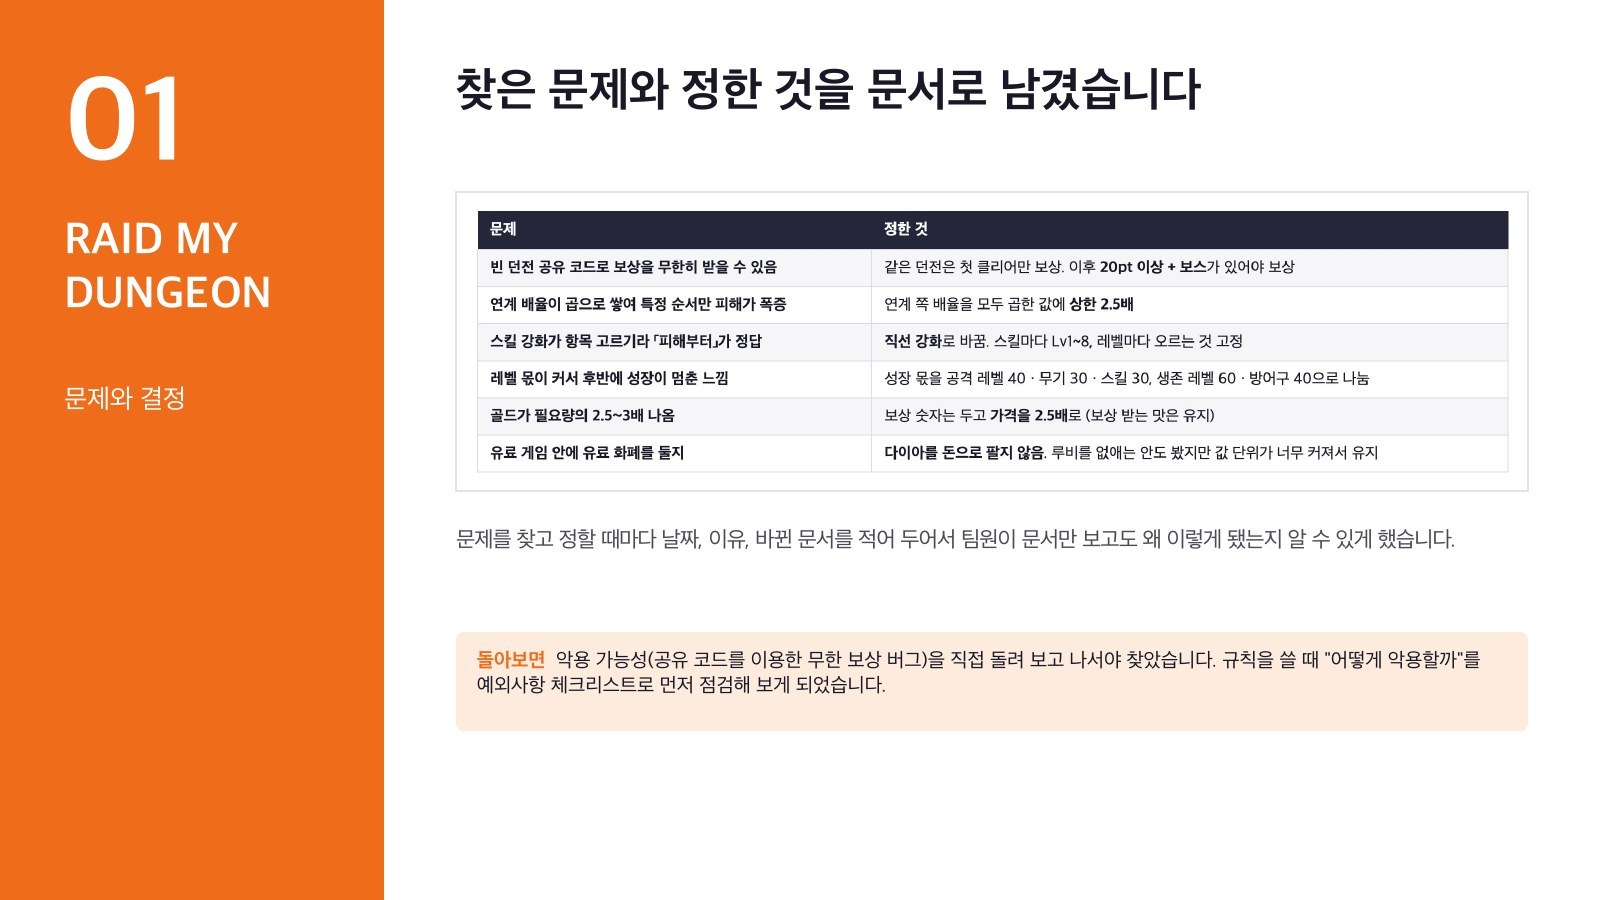 01
RAID MY
DUNGEON
문제와 결정
찾은 문제와 정한 것을 문서로 남겼습니다
문제 정한 것
빈 던전 공유 코드로 보상을 무한히 받을 수 있음 같은 던전은 첫 클리어만 보상. 이후 20pt 이상 + 보스가 있어야 보상
연계 배율이 곱으로 쌓여 특정 순서만 피해가 폭증 연계 쪽 배율을 모두 곱한 값에 상한 2.5배
스킬 강화가 항목 고르기라 「피해부터」가 정답 직선 강화로 바꿈. 스킬마다 Lv1~8, 레벨마다 오르는 것 고정
레벨 몫이 커서 후반에 성장이 멈춘 느낌 성장 몫을 공격 레벨 40 · 무기 30 · 스킬 30, 생존 레벨 60 · 방어구 40으로 나눔
골드가 필요량의 2.5~3배 나옴 보상 숫자는 두고 가격을 2.5배로 (보상 받는 맛은 유지)
유료 게임 안에 유료 화폐를 둘지 다이아를 돈으로 팔지 않음. 루비를 없애는 안도 봤지만 값 단위가 너무 커져서 유지
문제를 찾고 정할 때마다 날짜, 이유, 바뀐 문서를 적어 두어서 팀원이 문서만 보고도 왜 이렇게 됐는지 알 수 있게 했습니다.
돌아보면 악용 가능성(공유 코드를 이용한 무한 보상 버그)을 직접 돌려 보고 나서야 찾았습니다. 규칙을 쓸 때 "어떻게 악용할까"를
예외사항 체크리스트로 먼저 점검해 보게 되었습니다.